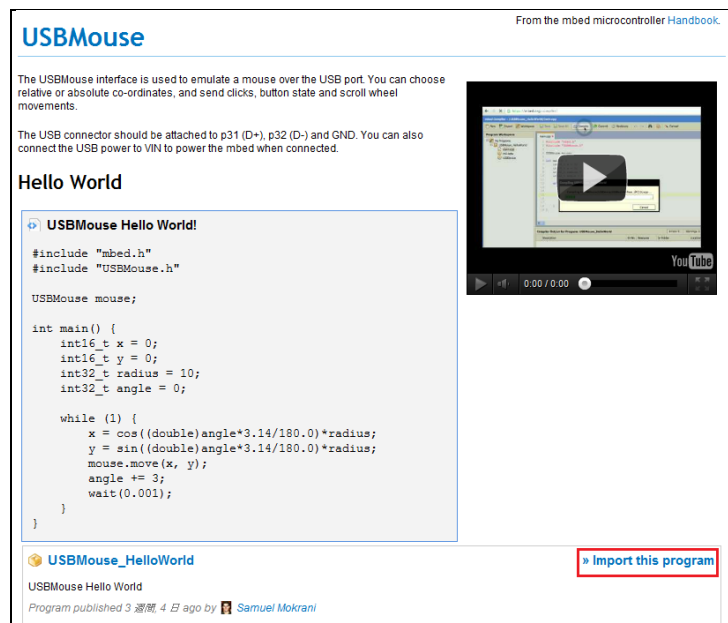 From the mbed microcontroller Handbook.
USBMouse
The USBMouse interface is used to emulate a mouse over the USB port. You can choose
relative or absolute co-ordinates, and send clicks, button state and scroll wheel
movements.
The USB connector should be attached to p31 (D+), p32 (D-) and GND. You can also
connect the USB power to VIN to power the mbed when connected.
Hello World
USBMouse Hello World!
#include "mbed.h"
#include "USBMouse.h"
USBMouse mouse;
int main() {
    int16_t x = 0;
    int16_t y = 0;
    int32_t radius = 10;
    int32_t angle = 0;
    while (1) {
        x = cos((double)angle*3.14/180.0)*radius;
        y = sin((double)angle*3.14/180.0)*radius;
        mouse.move(x, y);
        angle += 3;
        wait(0.001);
    }
}
YouTube
0:00 / 0:00
USBMouse_HelloWorld
» Import this program
USBMouse Hello World
Program published 3 週間, 4 日 ago by Samuel Mokrani